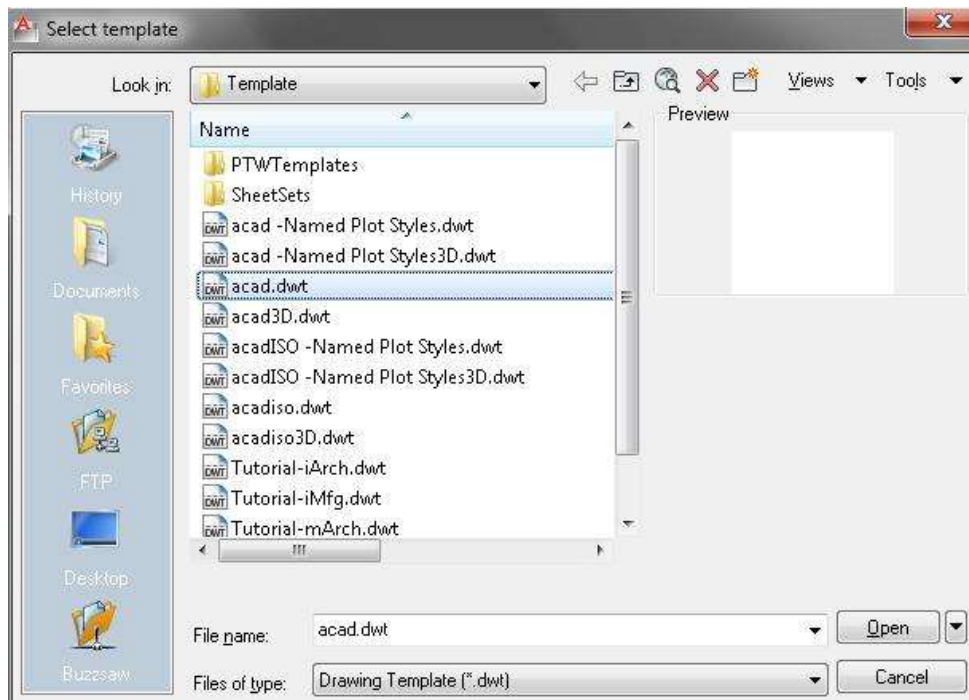 Select template
Look in: Template Views Tools
Name
Preview
PTWTemplates
SheetSets
acad -Named Plot Styles.dwt
acad -Named Plot Styles3D.dwt
acad.dwt
acad3D.dwt
acadISO -Named Plot Styles.dwt
acadISO -Named Plot Styles3D.dwt
acadiso.dwt
acadiso3D.dwt
Tutorial-iArch.dwt
Tutorial-iMfg.dwt
Tutorial-mArch.dwt
History
Documents
Favorites
FTP
Desktop
Buzzsaw
File name: acad.dwt Open
Files of type: Drawing Template (*.dwt) Cancel